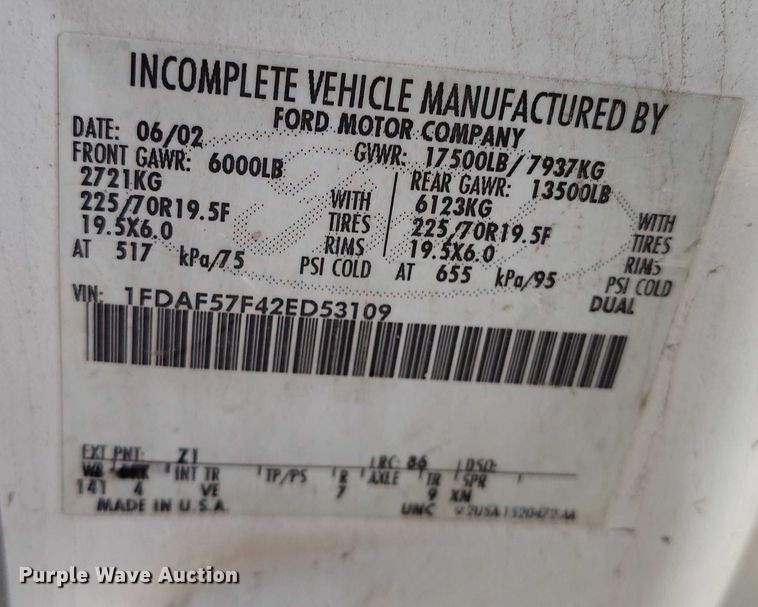 INCOMPLETE VEHICLE MANUFACTURED BY
FORD MOTOR COMPANY
DATE: 06/02 GVWR: 17500LB/7937KG
FRONT GAWR: 6000LB REAR GAWR: 13500LB
2721KG WITH 6123KG WITH
225/70R19.5F TIRES 225/70R19.5F TIRES
19.5X6.0 RIMS 19.5X6.0 RIMS
AT 517 kPa/75 PSI COLD AT 655 kPa/95 PSI COLD
DUAL
VIN: 1FDAF57F42ED53109
EXT PNT: Z1 RC: 86 DSO:
WB INT TR TP/PS R AXLE TR SPR
141 4 VE 7 9 XN
MADE IN U.S.A. UNC
Purple Wave Auction